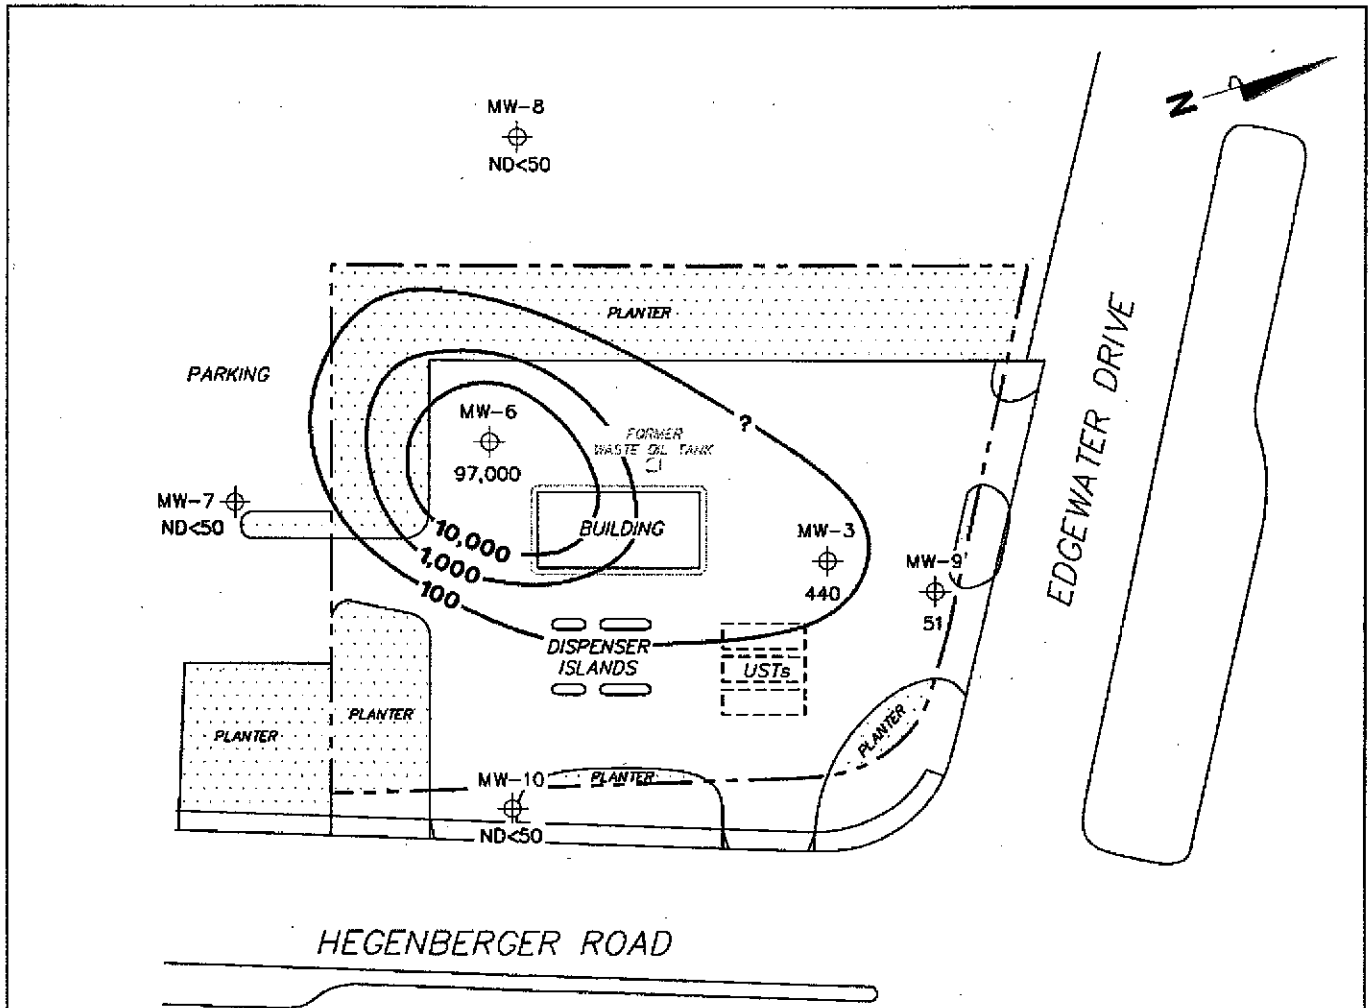 MW-8
ND<50
N
PLANTER
PARKING
EDGEWATER DRIVE
MW-6
97,000
FORMER
WASTE OIL TANK
?
MW-7
ND<50
10,000
1,000
100
BUILDING
MW-3
440
MW-9
51
DISPENSER
ISLANDS
USTs
PLANTER
PLANTER
PLANTER
MW-10
PLANTER
ND<50
HEGENBERGER ROAD